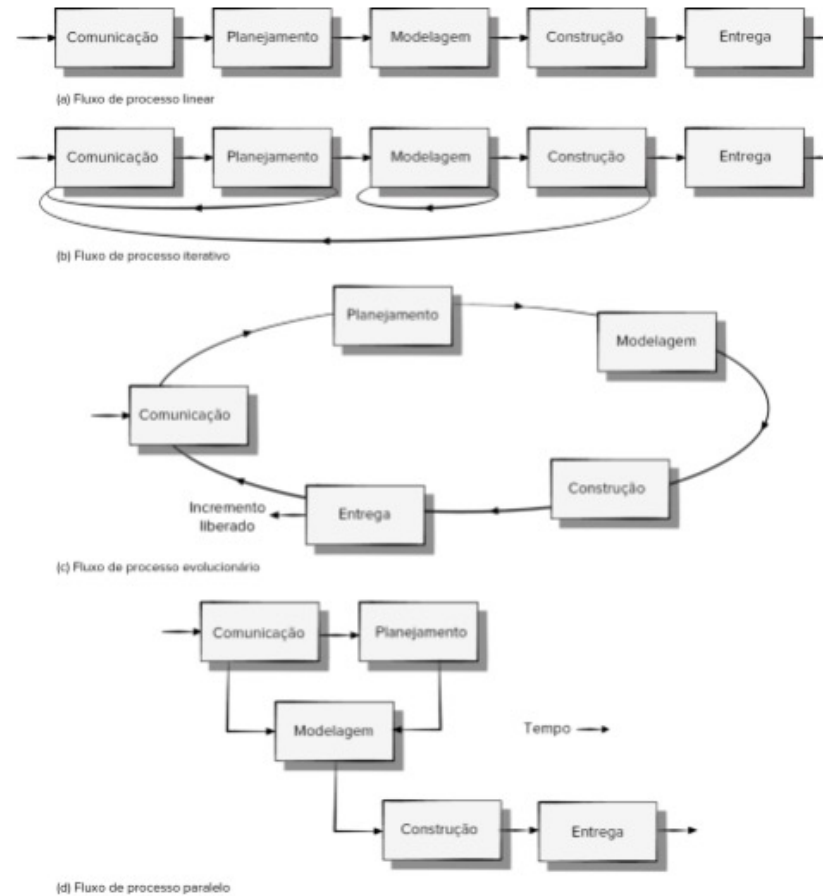 Comunicação
Planejamento
Modelagem
Construção
Entrega
(a) Fluxo de processo linear
Comunicação
Planejamento
Modelagem
Construção
Entrega
(b) Fluxo de processo iterativo
Planejamento
Modelagem
Comunicação
Construção
Incremento
liberado
Entrega
(c) Fluxo de processo evolucionário
Comunicação
Planejamento
Modelagem
Tempo
Construção
Entrega
(d) Fluxo de processo paralelo